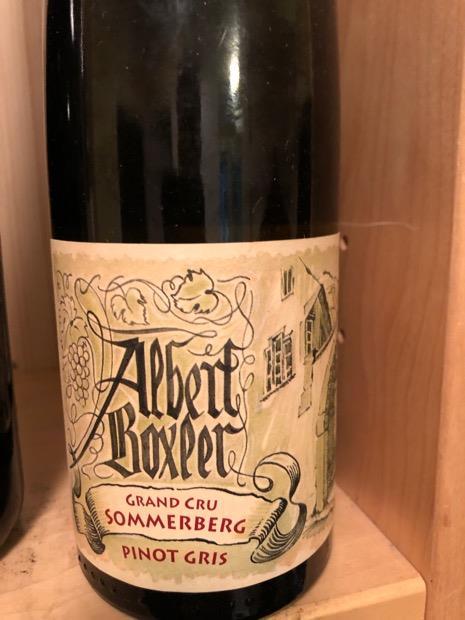 Albert
Boxler
GRAND CRU
SOMMERBERG
PINOT GRIS